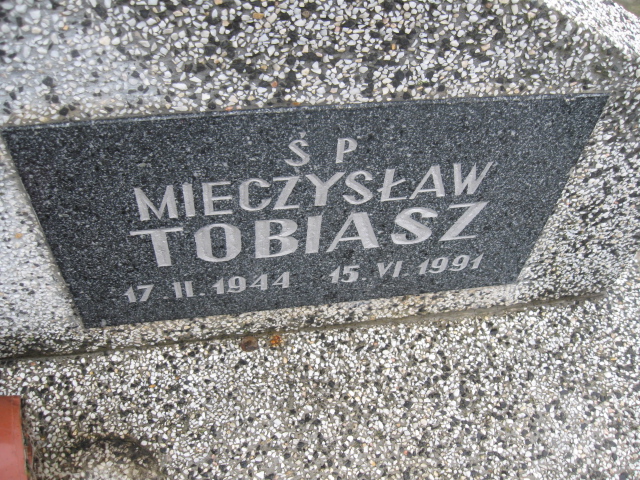 Ś P
MIECZYSŁAW
TOBIASZ
17. II. 1944 15. VI. 1991